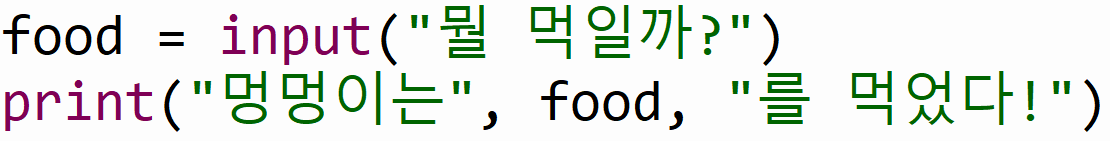 food = input("뭘 먹일까?")
print("멍멍이는", food, "를 먹었다!")